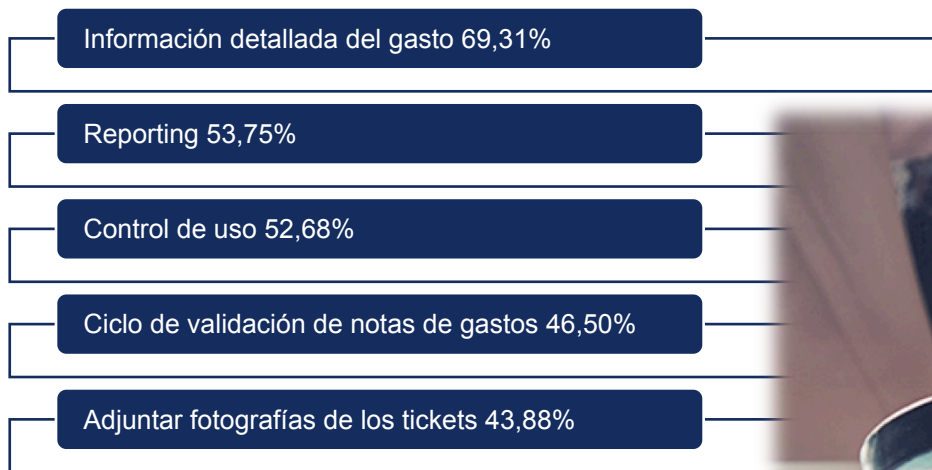 Información detallada del gasto 69,31%
Reporting 53,75%
Control de uso 52,68%
Ciclo de validación de notas de gastos 46,50%
Adjuntar fotografías de los tickets 43,88%